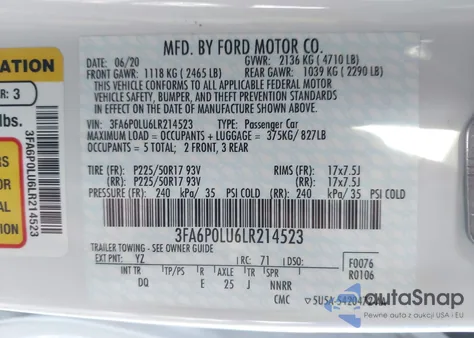 MFD. BY FORD MOTOR CO.
06/20 GVWR: 2136 KG ( 4710 LB)
FRONT GAWR: 1118 KG ( 2465 LB) REAR GAWR: 1039 KG ( 2290 LB)
THIS VEHICLE CONFORMS TO ALL APPLICABLE FEDERAL MOTOR
VEHICLE SAFETY, BUMPER, AND THEFT PREVENTION STANDARDS
IN EFFECT ON THE DATE OF MANUFACTURE SHOWN ABOVE.
VIN: 3FA6P0LU6LR214523 TYPE: Passenger Car
MAXIMUM LOAD = OCCUPANTS + LUGGAGE = 375KG/ 827LB
OCCUPANTS = 5 TOTAL; 2 FRONT, 3 REAR
TIRE (FR): P225/50R17 93V RIMS (FR): 17x7.5J
(RR): P225/50R17 93V (RR): 17x7.5J
PRESSURE (FR): 240 kPa/ 35 PSI COLD (RR): 240 kPa/ 35 PSI COLD
3FA6P0LU6LR214523
TRAILER TOWING - SEE OWNER GUIDE
EXT PNT: YZ RC: 71 DSO: F0076
INT TR TP/PS R AXLE TR SPR R0106
DQ E 25 J NNRR
CMC
ATION
R: 3
lbs.
RS
3FA6P0LU6LR214523
autoSnap
Pewne auto z aukcji USA i EU